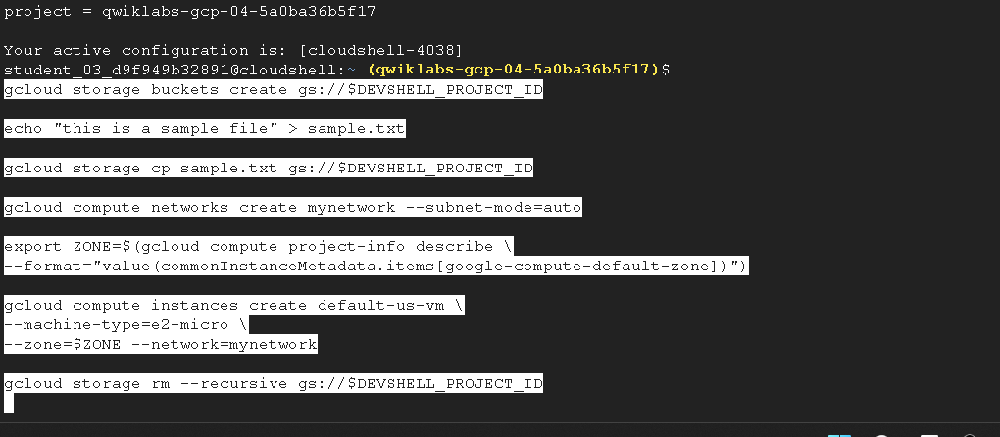 project = qwiklabs-gcp-04-5a0ba36b5f17
Your active configuration is: [cloudshell-4038]
student_03_d9f949b32891@cloudshell:~ (qwiklabs-gcp-04-5a0ba36b5f17)$
gcloud storage buckets create gs://$DEVSHELL_PROJECT_ID
echo "this is a sample file" > sample.txt
gcloud storage cp sample.txt gs://$DEVSHELL_PROJECT_ID
gcloud compute networks create mynetwork --subnet-mode=auto
export ZONE=$(gcloud compute project-info describe \
--format="value(commonInstanceMetadata.items[google-compute-default-zone])")
gcloud compute instances create default-us-vm \
--machine-type=e2-micro \
--zone=$ZONE --network=mynetwork
gcloud storage rm --recursive gs://$DEVSHELL_PROJECT_ID